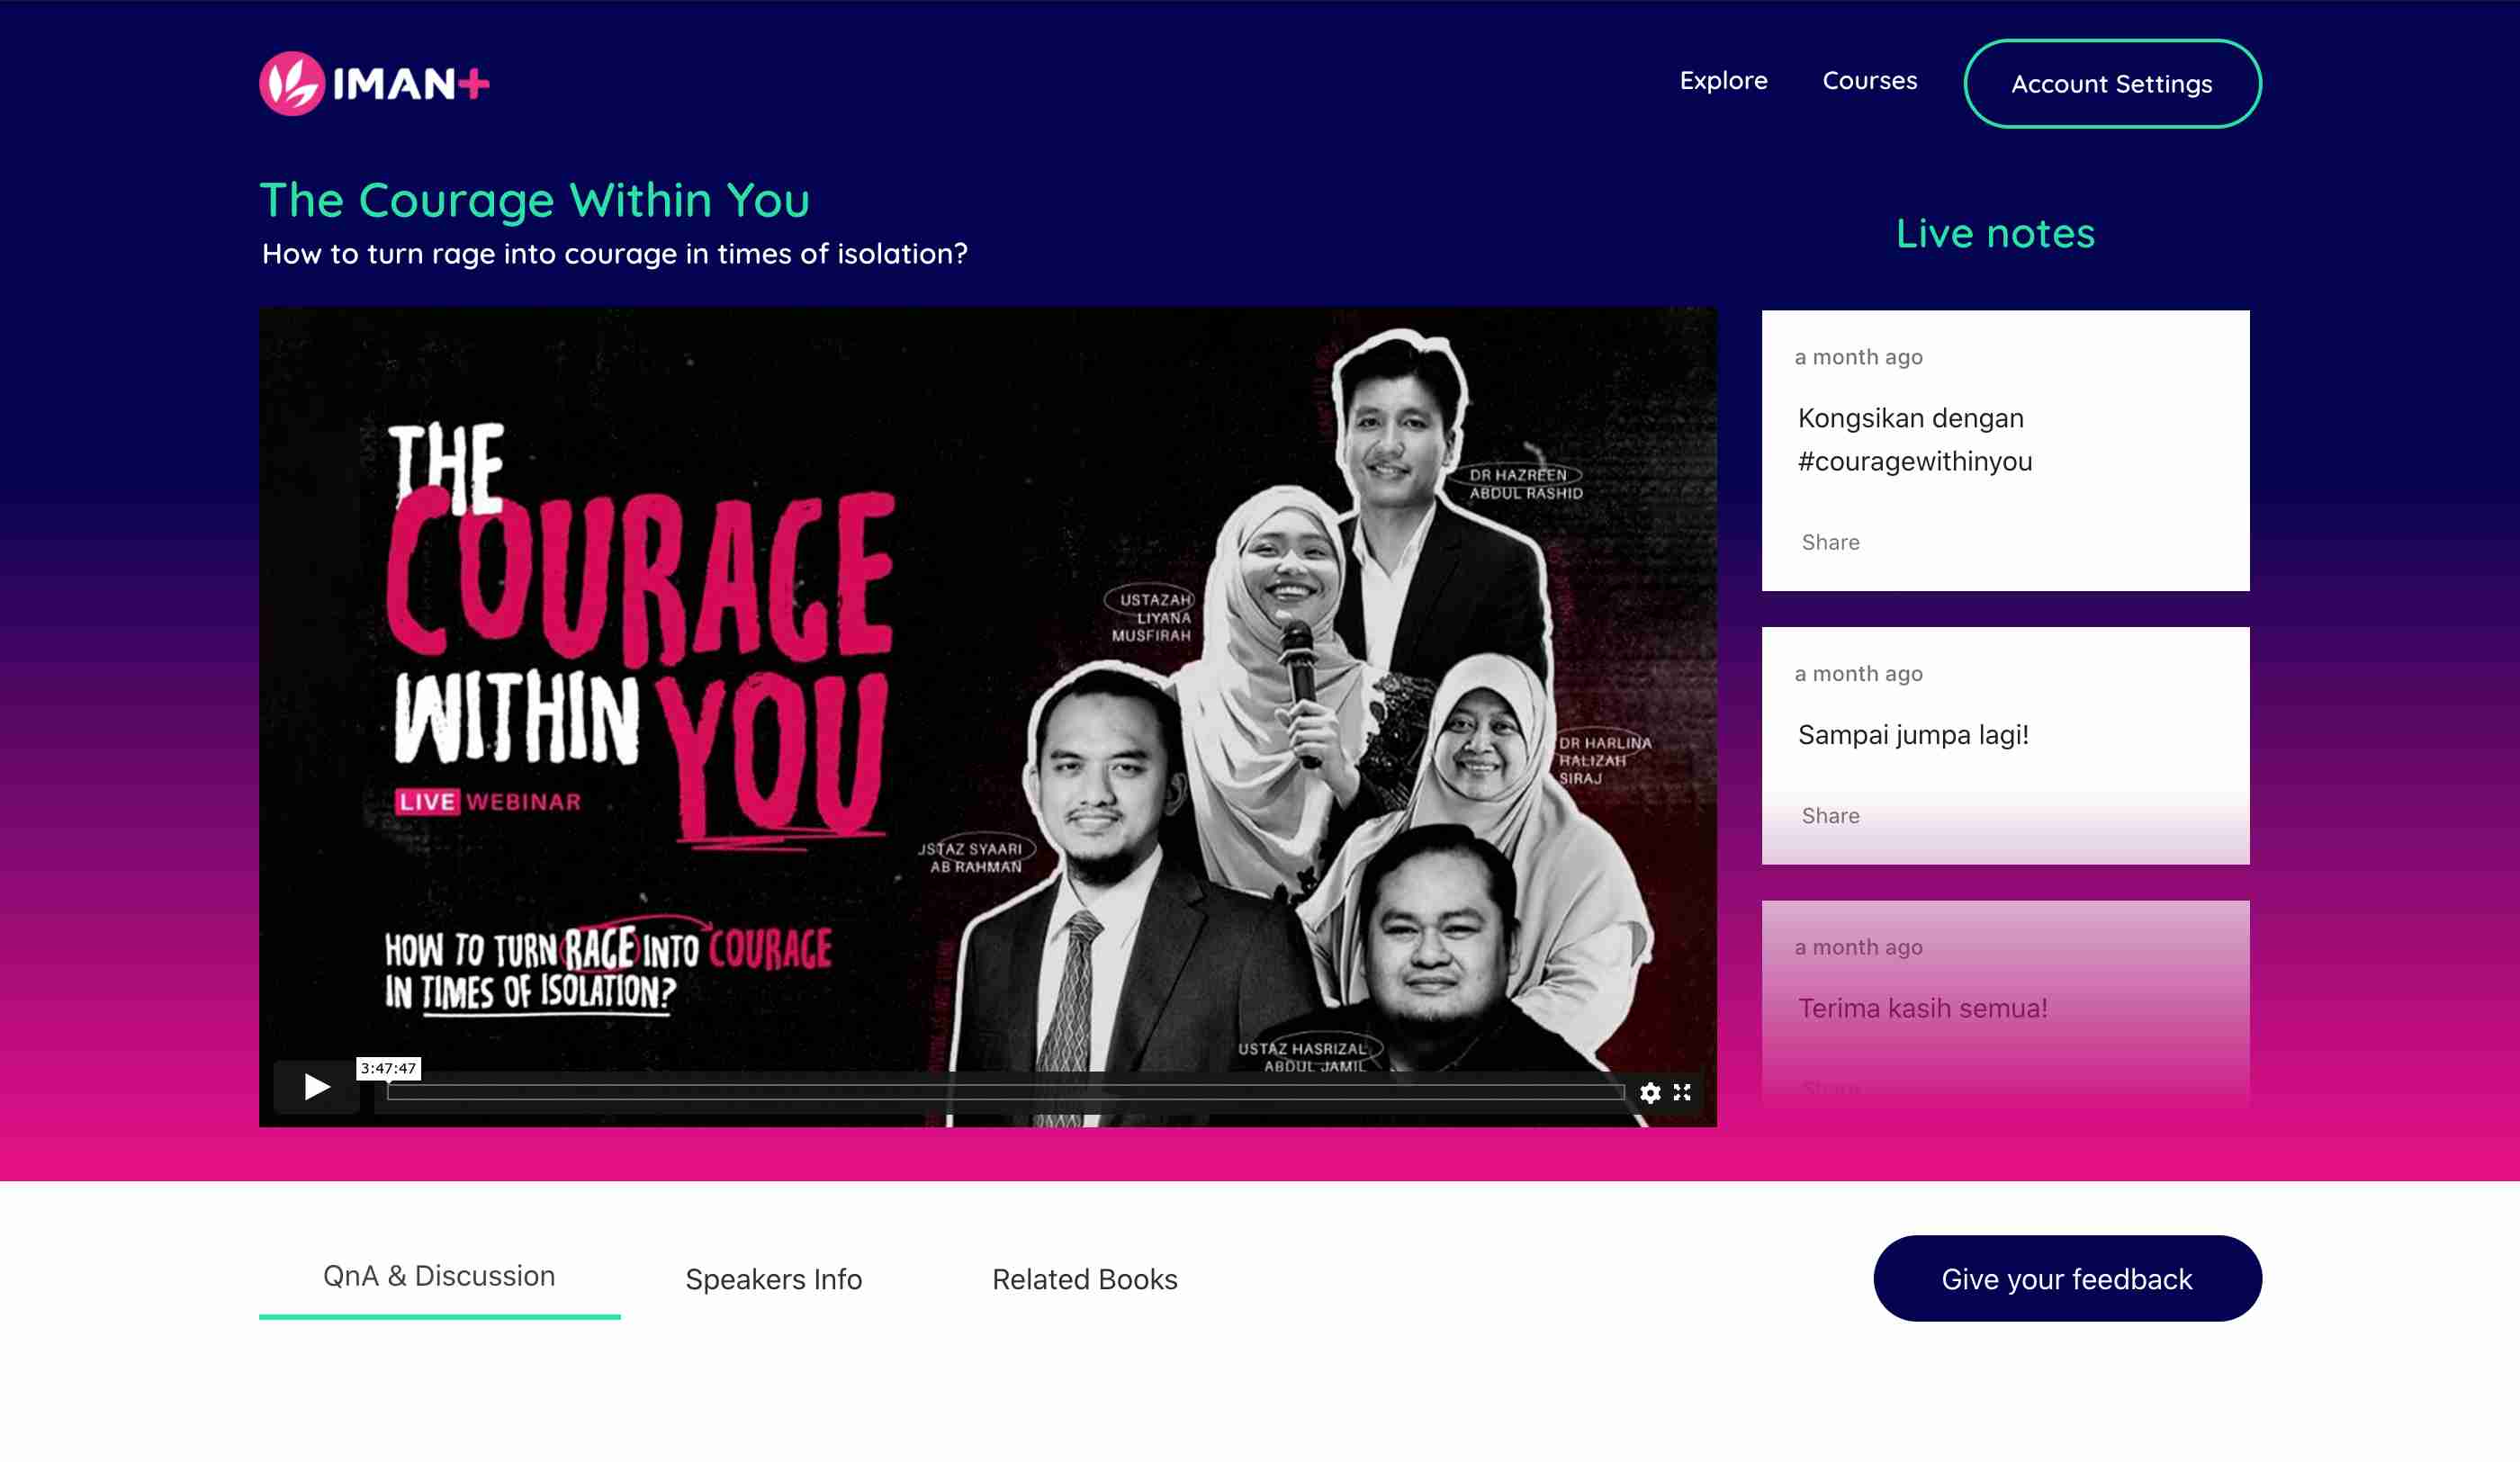 IMAN+
Explore
Courses
Account Settings
The Courage Within You
How to turn rage into courage in times of isolation?
Live notes
THE
COURAGE
WITHIN YOU
LIVE WEBINAR
HOW TO TURN RAGE INTO COURAGE
IN TIMES OF ISOLATION?
DR HAZREEN
ABDUL RASHID
USTAZAH
LIYANA
MUSFIRAH
DR HARLINA
HALIZAH
SIRAJ
USTAZ SYAARI
AB RAHMAN
USTAZ HASRIZAL
ABDUL JAMIL
3:47:47
a month ago
Kongsikan dengan
#couragewithinyou
Share
a month ago
Sampai jumpa lagi!
Share
a month ago
Terima kasih semua!
Share
QnA & Discussion
Speakers Info
Related Books
Give your feedback